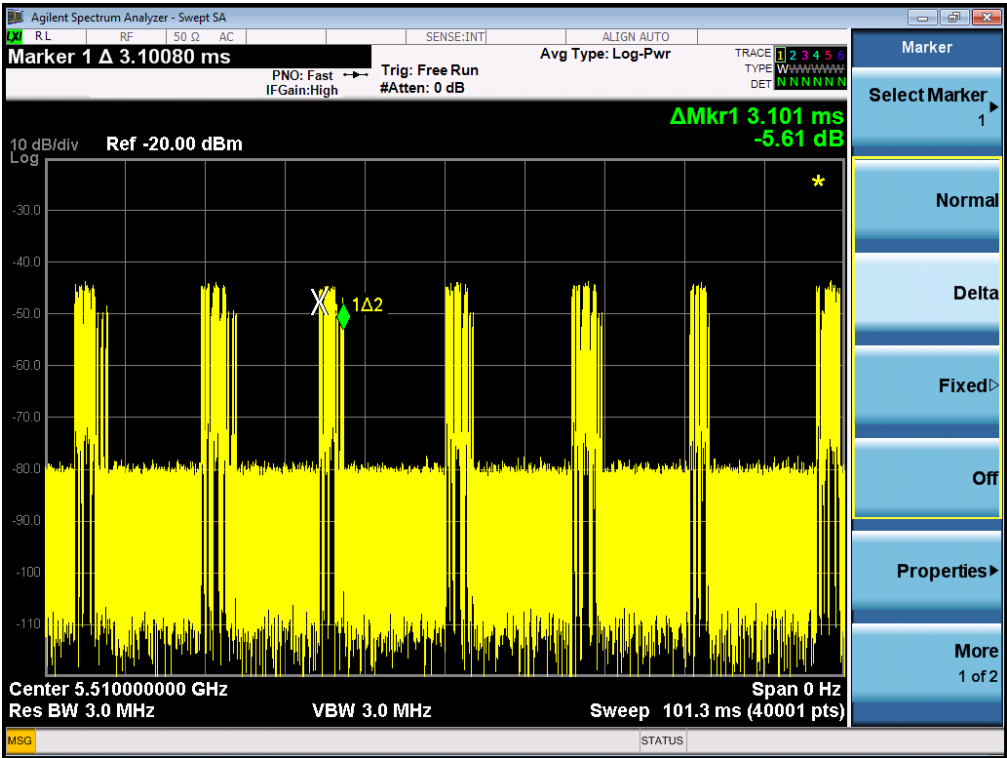 Agilent Spectrum Analyzer - Swept SA
LXI RL RF 50 Ω AC SENSE:INT ALIGN AUTO
Marker 1 Δ 3.10080 ms
PNO: Fast
IFGain:High
Trig: Free Run
#Atten: 0 dB
Avg Type: Log-Pwr
TRACE 1 2 3 4 5 6
TYPE WWWWWW
DET N N N N N N
ΔMkr1 3.101 ms
-5.61 dB
10 dB/div Ref -20.00 dBm
Log
-30.0
-40.0
-50.0
-60.0
-70.0
-80.0
-90.0
-100
-110
*
X
1Δ2
Center 5.510000000 GHz
Span 0 Hz
Res BW 3.0 MHz
VBW 3.0 MHz
Sweep 101.3 ms (40001 pts)
MSG
STATUS
Marker
Select Marker
1
Normal
Delta
Fixed
Off
Properties
More
1 of 2